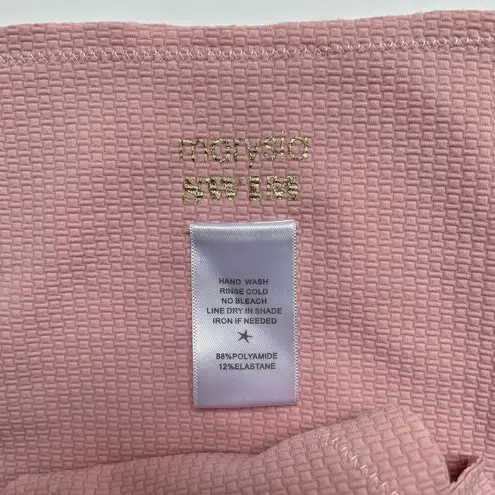 marysia
SWIM
HAND WASH
RINSE COLD
NO BLEACH
LINE DRY IN SHADE
IRON IF NEEDED
88%POLYAMIDE
12%ELASTANE